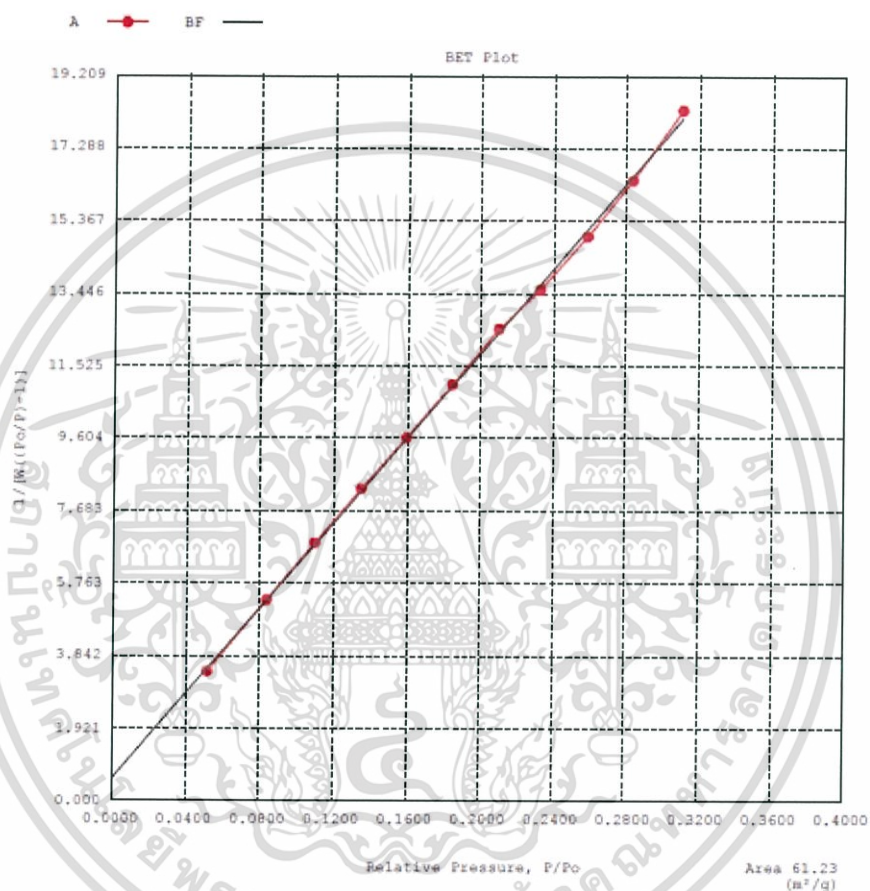 A BF
BET Plot
19.209
17.288
15.367
13.446
11.525
9.604
7.683
5.763
3.842
1.921
0.000
1/[W((Po/P)-1)]
0.0000 0.0400 0.0800 0.1200 0.1600 0.2000 0.2400 0.2800 0.3200 0.3600 0.4000
Relative Pressure, P/Po
Area 61.23
(m²/g)